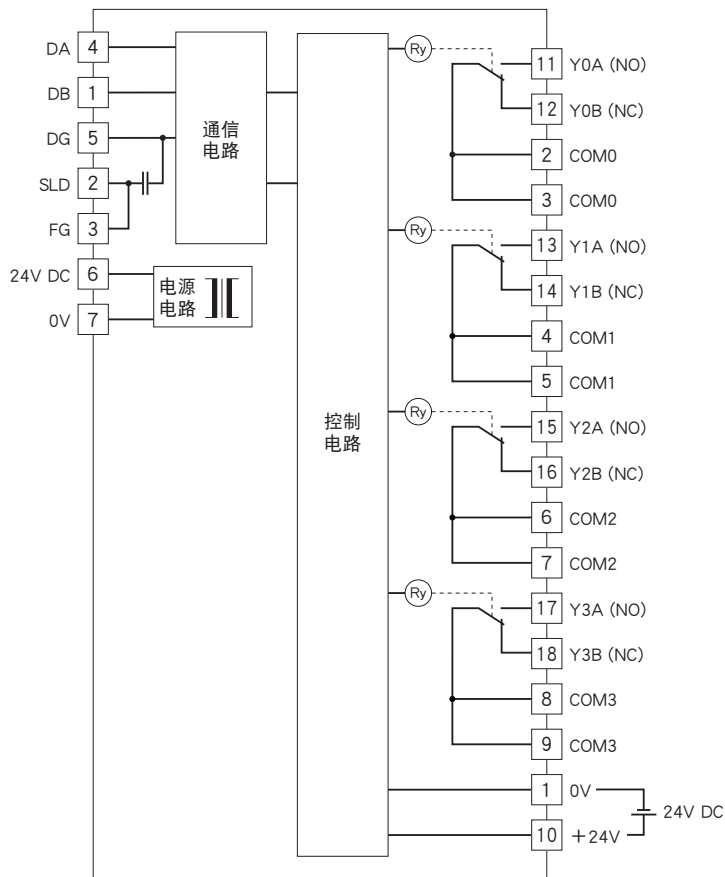 DA 4
DB 1
DG 5
SLD 2
FG 3
24V DC 6
0V 7
通信
电路
电源
电路
控制
电路
Ry
11 Y0A (NO)
12 Y0B (NC)
2 COM0
3 COM0
Ry
13 Y1A (NO)
14 Y1B (NC)
4 COM1
5 COM1
Ry
15 Y2A (NO)
16 Y2B (NC)
6 COM2
7 COM2
Ry
17 Y3A (NO)
18 Y3B (NC)
8 COM3
9 COM3
1 0V
10 +24V
24V DC